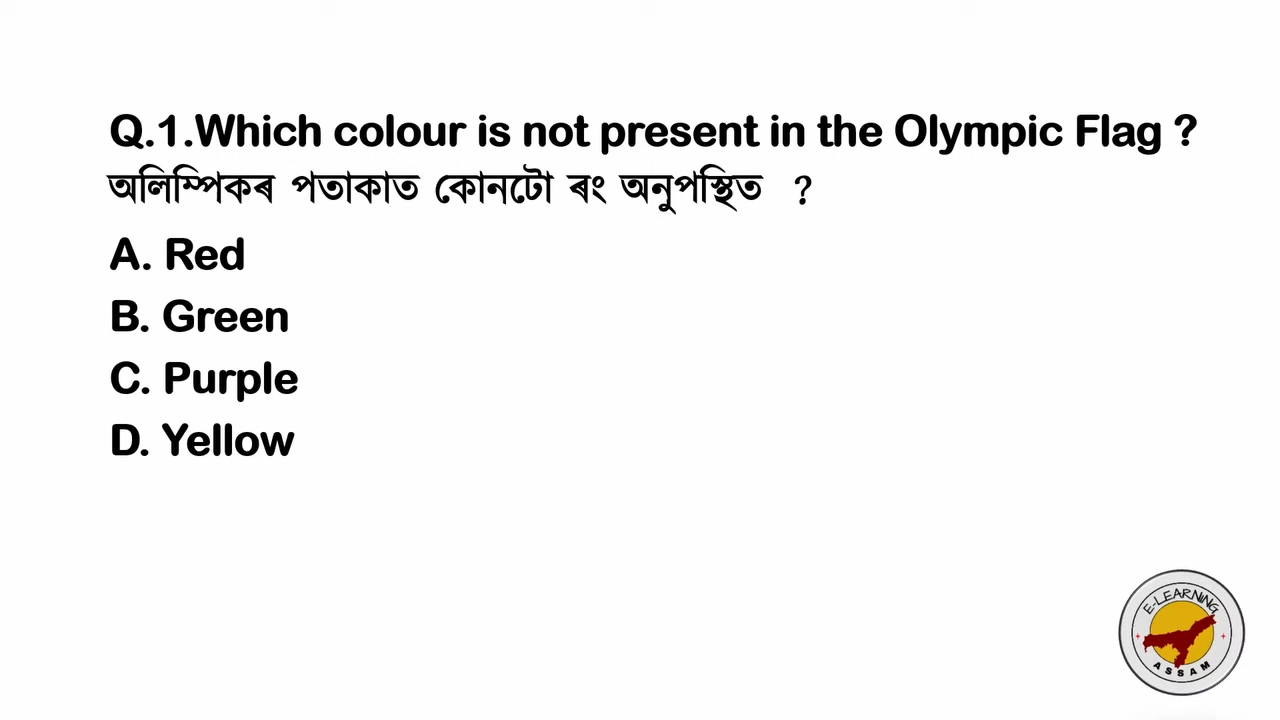 Q.1.Which colour is not present in the Olympic Flag ?
অলিম্পিকৰ পতাকাত কোনটো ৰং অনুপস্থিত ?
A. Red
B. Green
C. Purple
D. Yellow
E-LEARNING
ASSAM